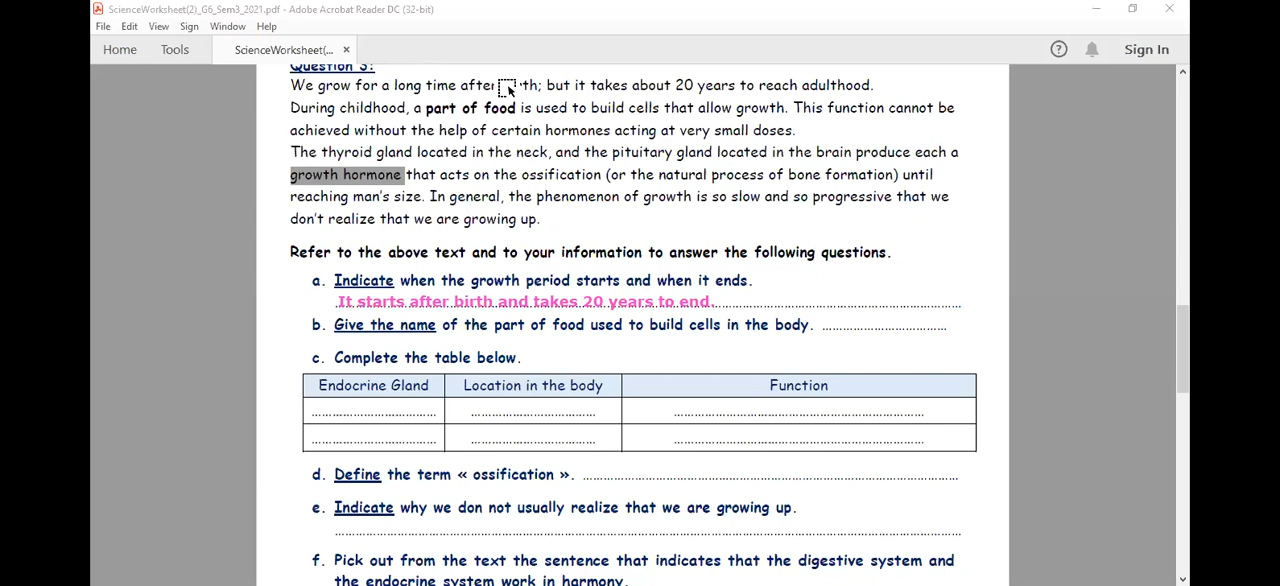 ScienceWorksheet(2)_G6_Sem3_2021.pdf - Adobe Acrobat Reader DC (32-bit)
File Edit View Sign Window Help
Home Tools ScienceWorksheet(... × Sign In
Question 3:
We grow for a long time after th; but it takes about 20 years to reach adulthood.
During childhood, a part of food is used to build cells that allow growth. This function cannot be
achieved without the help of certain hormones acting at very small doses.
The thyroid gland located in the neck, and the pituitary gland located in the brain produce each a
growth hormone that acts on the ossification (or the natural process of bone formation) until
reaching man's size. In general, the phenomenon of growth is so slow and so progressive that we
don't realize that we are growing up.
Refer to the above text and to your information to answer the following questions.
a. Indicate when the growth period starts and when it ends.
It starts after birth and takes 20 years to end.
b. Give the name of the part of food used to build cells in the body. ……………………………
c. Complete the table below.
Endocrine Gland Location in the body Function
……………………………… ……………………………… ………………………………………………………………
……………………………… ……………………………… ………………………………………………………………
d. Define the term « ossification ». ………………………………………………………………………………
e. Indicate why we don not usually realize that we are growing up.
………………………………………………………………………………………………………………………………
f. Pick out from the text the sentence that indicates that the digestive system and
the endocrine system work in harmony.